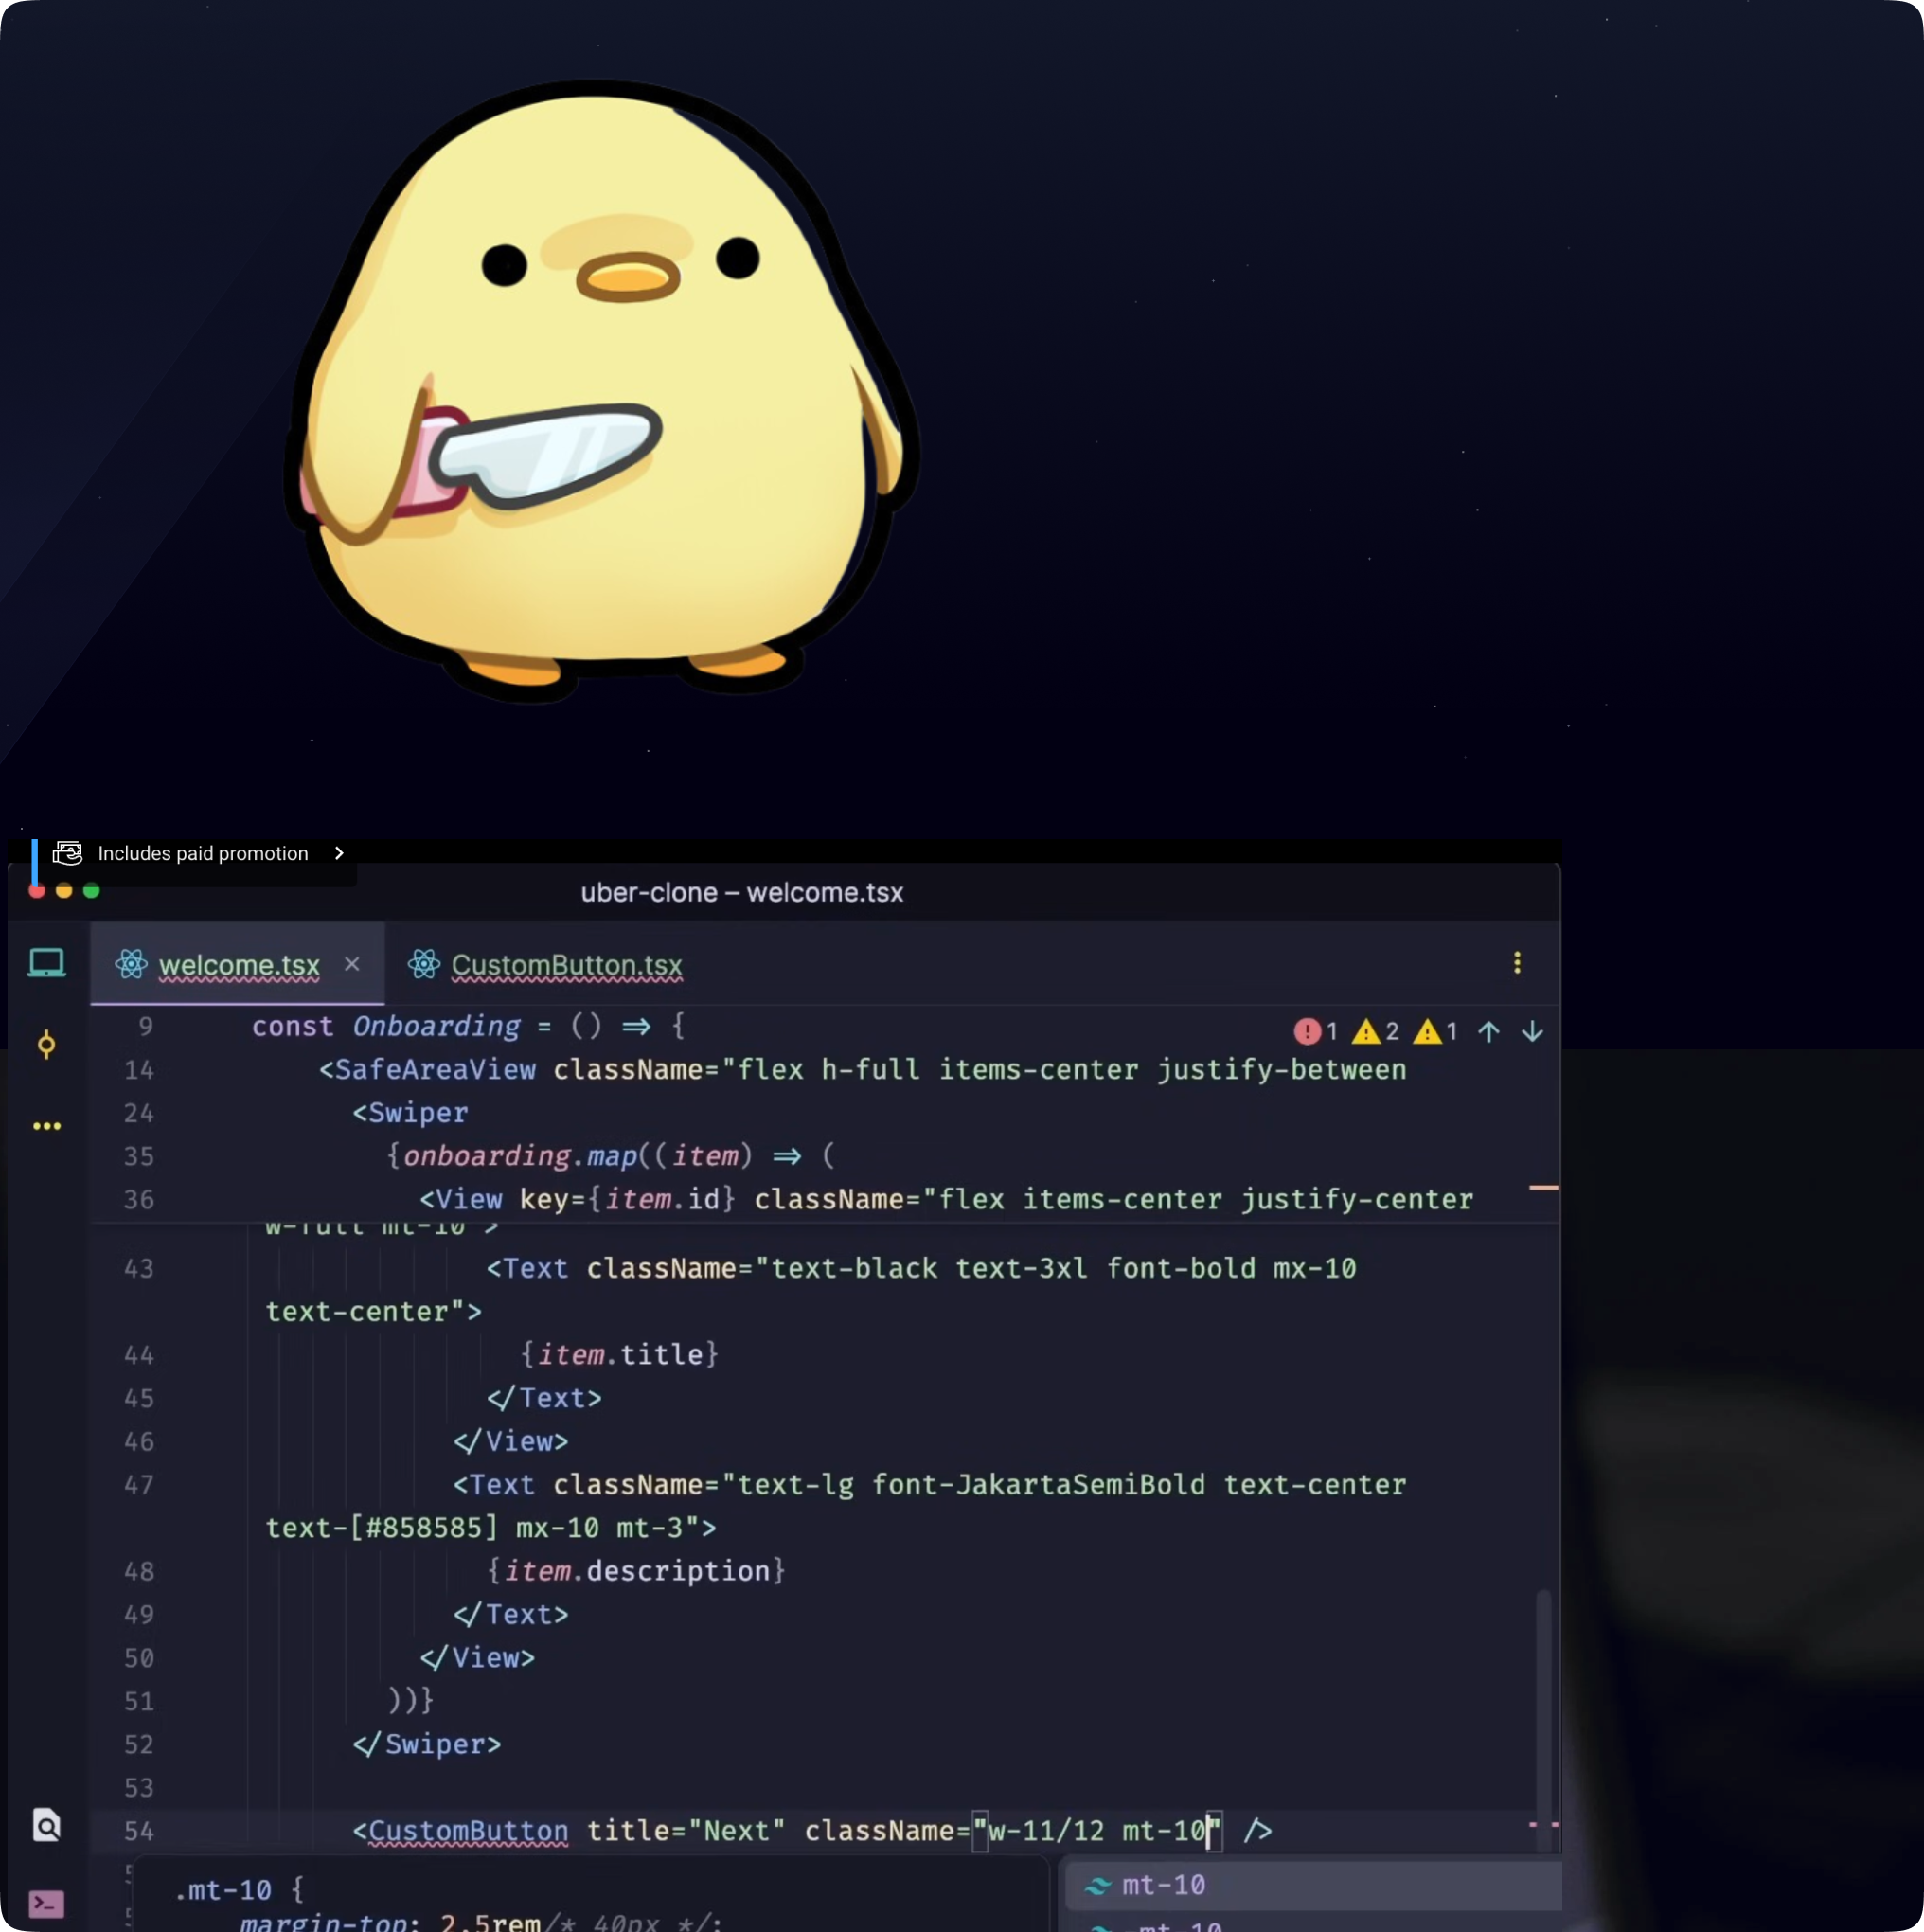 Includes paid promotion
uber-clone – welcome.tsx
welcome.tsx × CustomButton.tsx
9 const Onboarding = () => {
1 2 1
14 <SafeAreaView className="flex h-full items-center justify-between
24 <Swiper
35 {onboarding.map((item) => (
36 <View key={item.id} className="flex items-center justify-center
w-full mt-10">
43 <Text className="text-black text-3xl font-bold mx-10
text-center">
44 {item.title}
45 </Text>
46 </View>
47 <Text className="text-lg font-JakartaSemiBold text-center
text-[#858585] mx-10 mt-3">
48 {item.description}
49 </Text>
50 </View>
51 ))}
52 </Swiper>
53
54 <CustomButton title="Next" className="w-11/12 mt-10" />
.mt-10 {
margin-top: 2.5rem/* 40px */;
mt-10
-mt-10